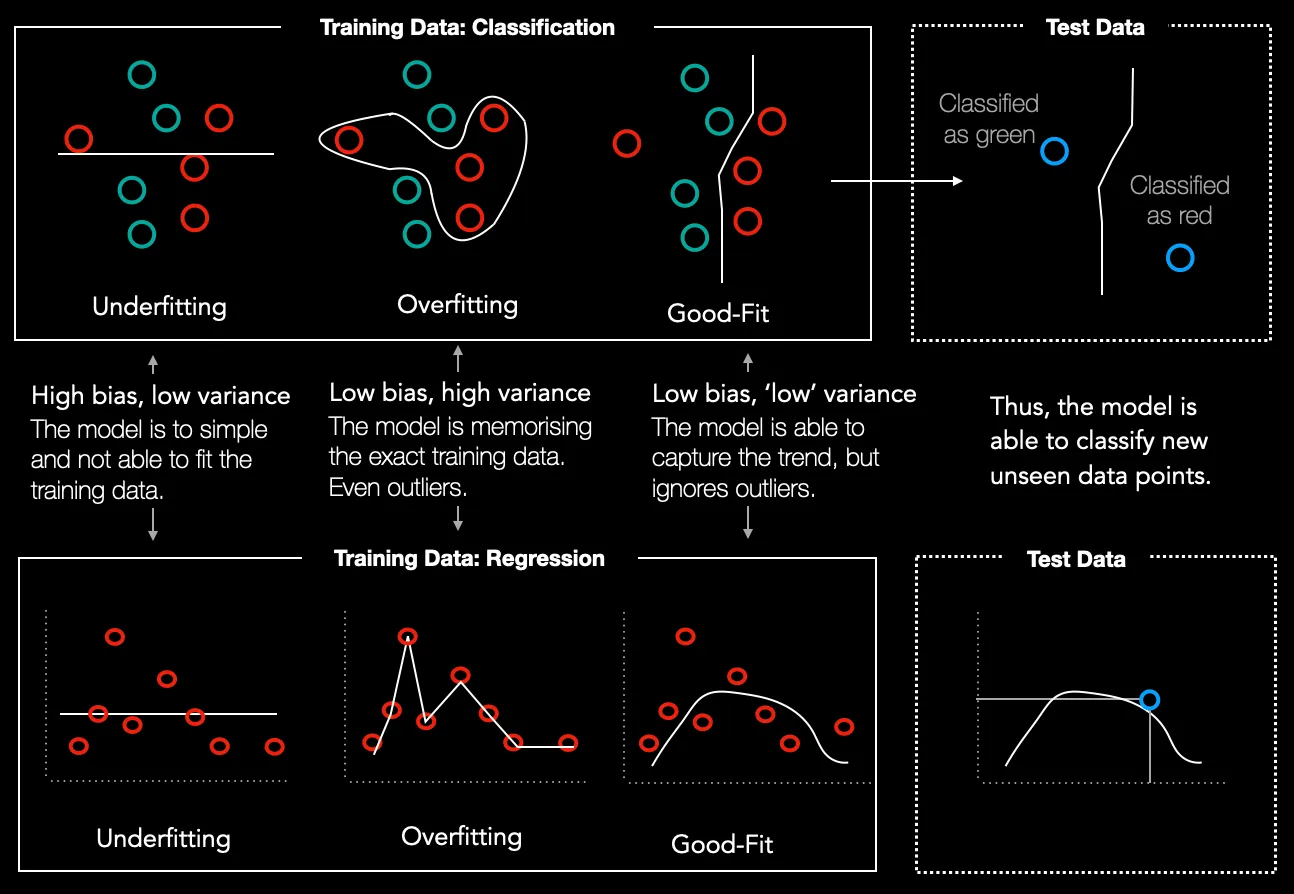 Training Data: Classification
Test Data
Classified
as green
Classified
as red
Underfitting
Overfitting
Good-Fit
High bias, low variance
The model is to simple
and not able to fit the
training data.
Low bias, high variance
The model is memorising
the exact training data.
Even outliers.
Low bias, ‘low’ variance
The model is able to
capture the trend, but
ignores outliers.
Thus, the model is
able to classify new
unseen data points.
Training Data: Regression
Test Data
Underfitting
Overfitting
Good-Fit